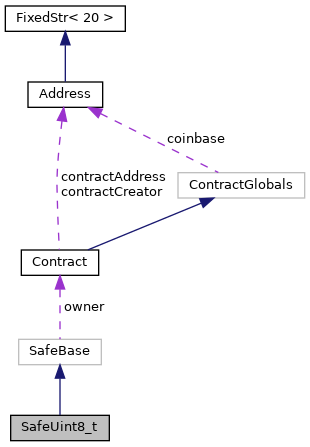 FixedStr< 20 >
Address
coinbase
contractAddress
contractCreator
ContractGlobals
Contract
owner
SafeBase
SafeUint8_t